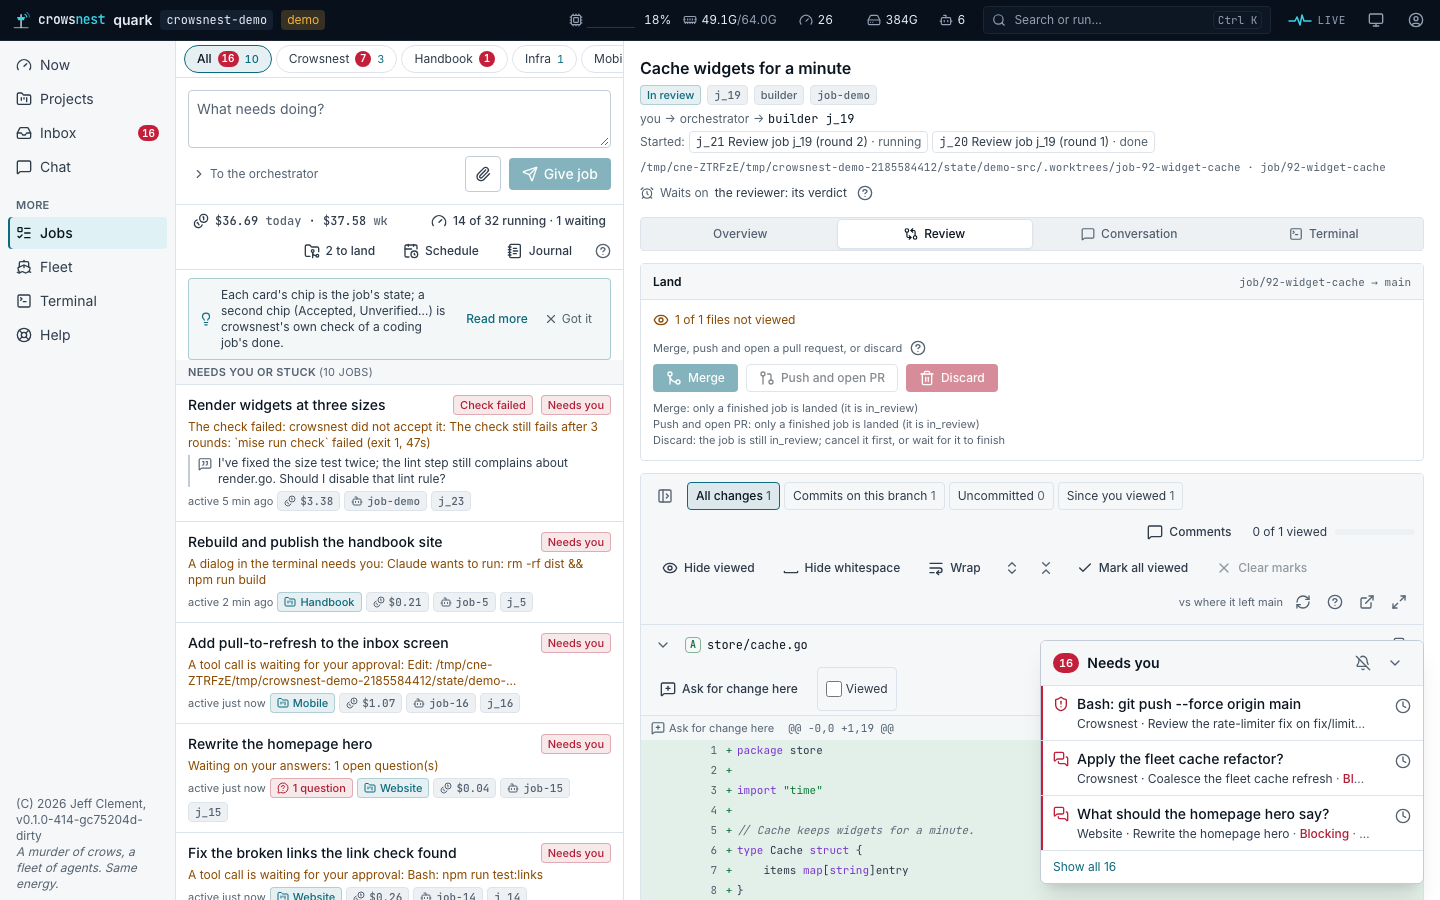 crowsnest quark crowsnest-demo demo
18% 49.1G/64.0G 26 384G 6
Search or run... Ctrl K
LIVE
Now
Projects
Inbox 16
Chat
MORE
Jobs
Fleet
Terminal
Help
(C) 2026 Jeff Clement,
v0.1.0-414-gc75204d-
dirty
A murder of crows, a
fleet of agents. Same
energy.
All 16 10
Crowsnest 7 3
Handbook 1
Infra 1
Mobi
What needs doing?
To the orchestrator
Give job
$36.69 today · $37.58 wk
14 of 32 running · 1 waiting
2 to land
Schedule
Journal
Each card's chip is the job's state; a
second chip (Accepted, Unverified...) is
crowsnest's own check of a coding
job's done.
Read more
Got it
NEEDS YOU OR STUCK (10 JOBS)
Render widgets at three sizes
Check failed
Needs you
The check failed: crowsnest did not accept it: The check still fails after 3
rounds: `mise run check` failed (exit 1, 47s)
I've fixed the size test twice; the lint step still complains about
render.go. Should I disable that lint rule?
active 5 min ago $3.38 job-demo j_23
Rebuild and publish the handbook site
Needs you
A dialog in the terminal needs you: Claude wants to run: rm -rf dist &&
npm run build
active 2 min ago Handbook $0.21 job-5 j_5
Add pull-to-refresh to the inbox screen
Needs you
A tool call is waiting for your approval: Edit: /tmp/cne-
ZTRFzE/tmp/crowsnest-demo-2185584412/state/demo-...
active just now Mobile $1.07 job-16 j_16
Rewrite the homepage hero
Needs you
Waiting on your answers: 1 open question(s)
active just now 1 question Website $0.04 job-15
j_15
Fix the broken links the link check found
Needs you
A tool call is waiting for your approval: Bash: npm run test:links
active just now Website $0.26 job-14 j_14
Cache widgets for a minute
In review j_19 builder job-demo
you → orchestrator → builder j_19
Started: j_21 Review job j_19 (round 2) · running j_20 Review job j_19 (round 1) · done
/tmp/cne-ZTRFzE/tmp/crowsnest-demo-2185584412/state/demo-src/.worktrees/job-92-widget-cache · job/92-widget-cache
Waits on the reviewer: its verdict
Overview
Review
Conversation
Terminal
Land
job/92-widget-cache → main
1 of 1 files not viewed
Merge, push and open a pull request, or discard
Merge
Push and open PR
Discard
Merge: only a finished job is landed (it is in_review)
Push and open PR: only a finished job is landed (it is in_review)
Discard: the job is still in_review; cancel it first, or wait for it to finish
All changes 1
Commits on this branch 1
Uncommitted 0
Since you viewed 1
Comments
0 of 1 viewed
Hide viewed
Hide whitespace
Wrap
Mark all viewed
Clear marks
vs where it left main
A store/cache.go
Ask for change here
Viewed
Ask for change here @@ -0,0 +1,19 @@
1 + package store
2 +
3 + import "time"
4 +
5 + // Cache keeps widgets for a minute.
6 + type Cache struct {
7 + items map[string]entry
8 + }
16 Needs you
Bash: git push --force origin main
Crowsnest · Review the rate-limiter fix on fix/limit...
Apply the fleet cache refactor?
Crowsnest · Coalesce the fleet cache refresh · Bl...
What should the homepage hero say?
Website · Rewrite the homepage hero · Blocking · ...
Show all 16